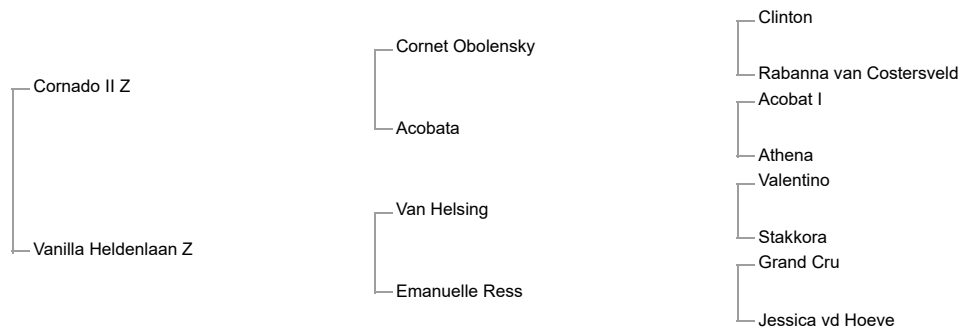 Clinton
Cornet Obolensky
Rabanna van Costersveld
Cornado II Z
Acobat I
Acobata
Athena
Valentino
Van Helsing
Stakkora
Vanilla Heldenlaan Z
Grand Cru
Emanuelle Ress
Jessica vd Hoeve